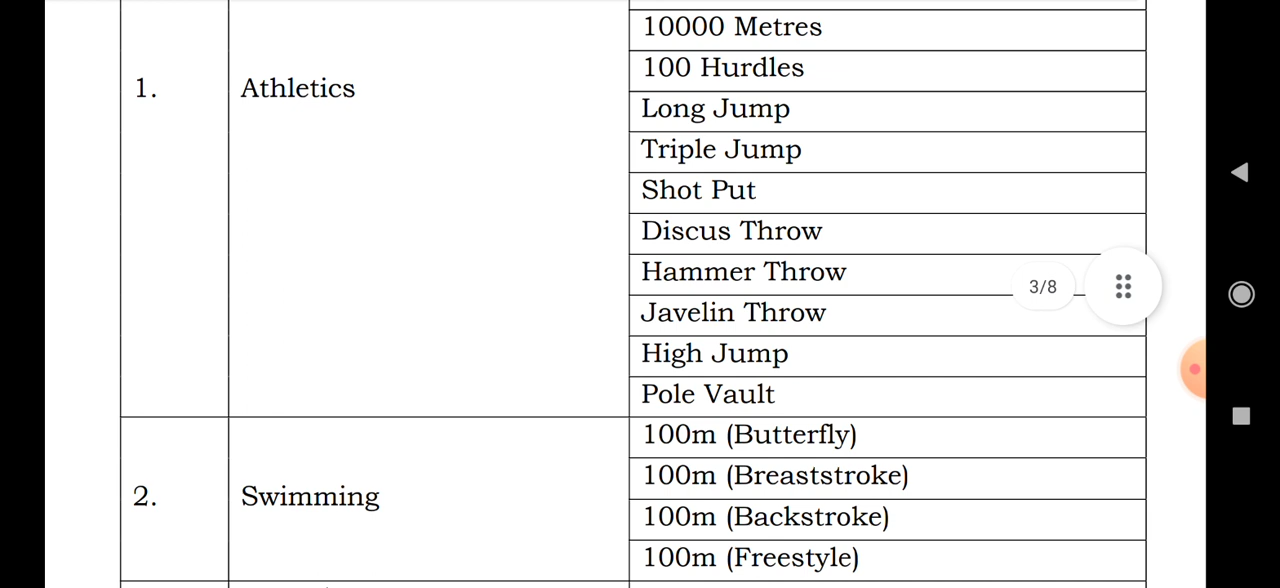 10000 Metres
1. Athletics 100 Hurdles
Long Jump
Triple Jump
Shot Put
Discus Throw
Hammer Throw
3/8
Javelin Throw
High Jump
Pole Vault
100m (Butterfly)
100m (Breaststroke)
2. Swimming
100m (Backstroke)
100m (Freestyle)